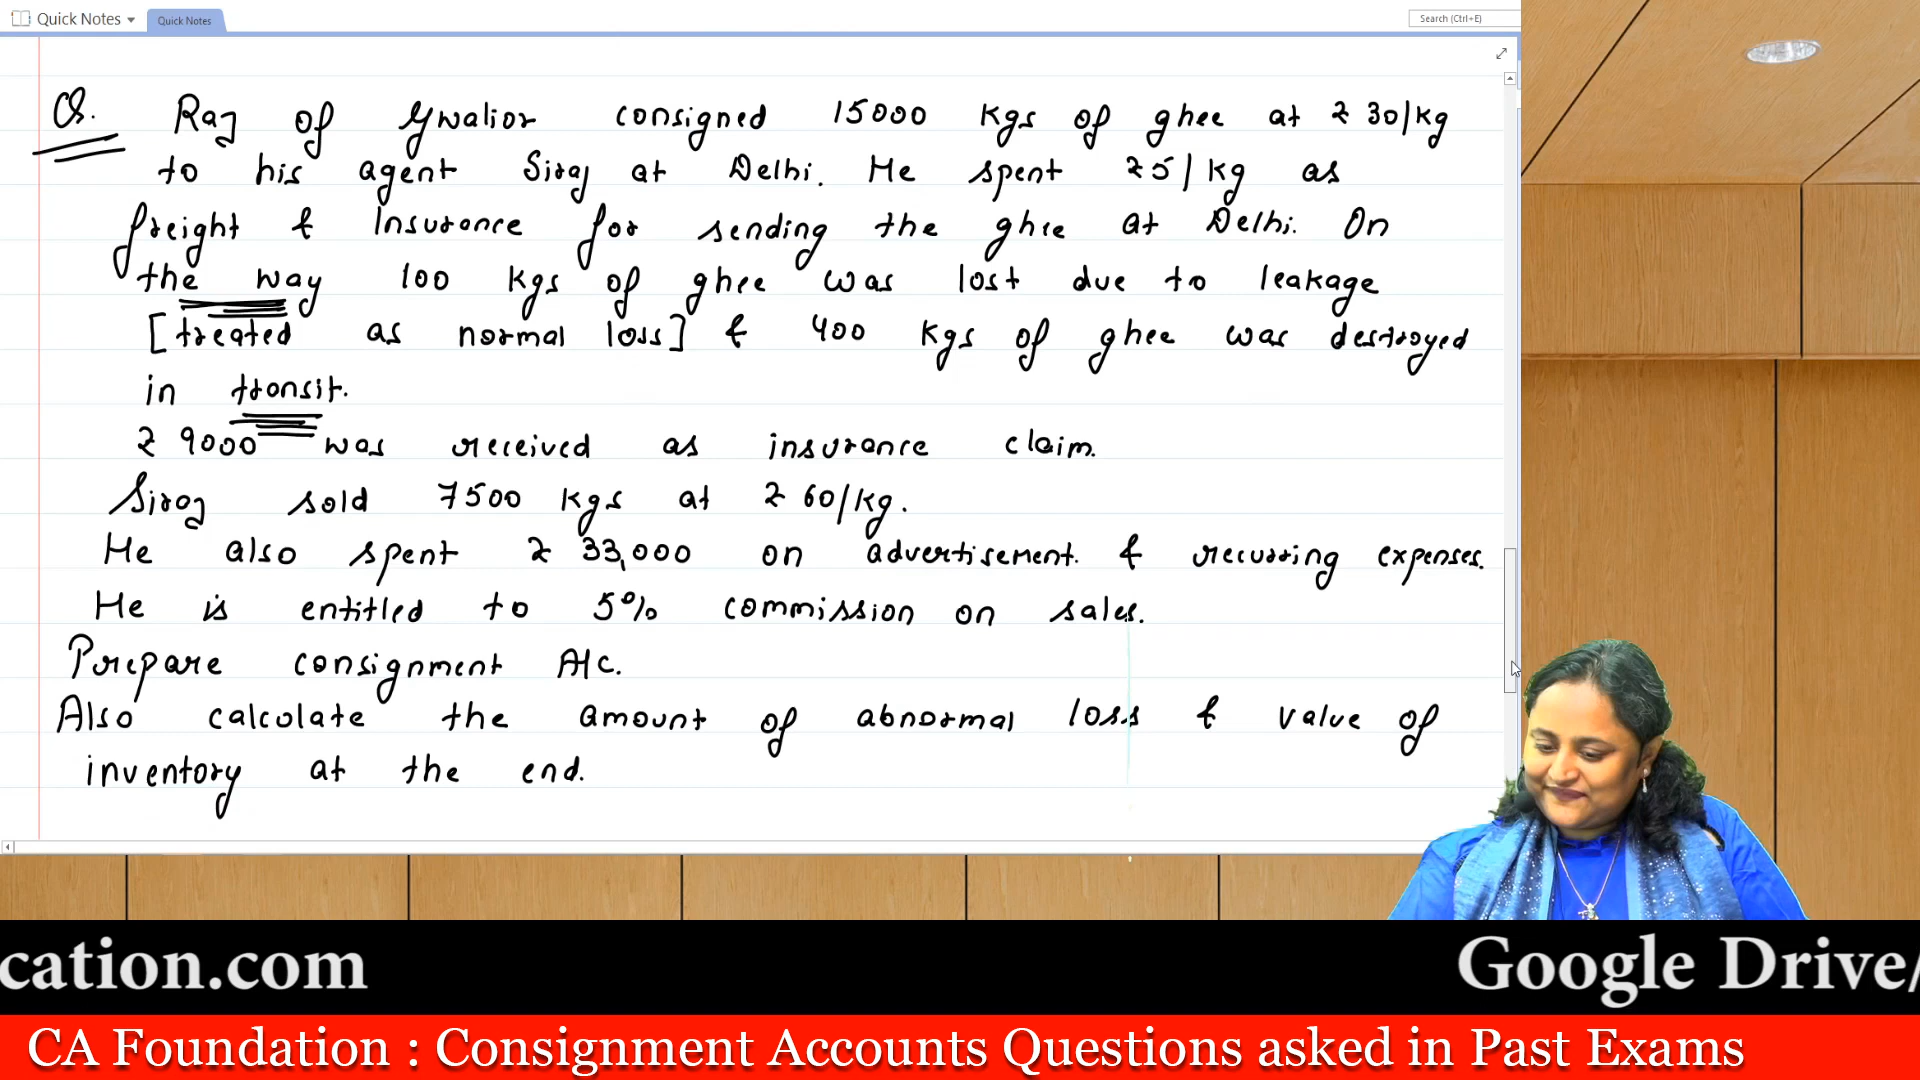 Quick Notes
Quick Notes
Search (Ctrl+E)
Q. Raj of Gwalior consigned 15000 kgs of ghee at ₹ 30/kg
to his agent Siraj at Delhi. He spent ₹5/kg as
freight & Insurance for sending the ghee at Delhi. On
the way 100 kgs of ghee was lost due to leakage
[treated as normal loss] & 400 kgs of ghee was destroyed
in transit.
₹ 9000 was received as insurance claim.
Siraj sold 7500 kgs at ₹ 60/kg.
He also spent ₹ 33,000 on advertisement & recurring expenses.
He is entitled to 5% commission on sales.
Prepare consignment A/c.
Also calculate the amount of abnormal loss & value of
inventory at the end.
cation.com Google Drive/
CA Foundation : Consignment Accounts Questions asked in Past Exams